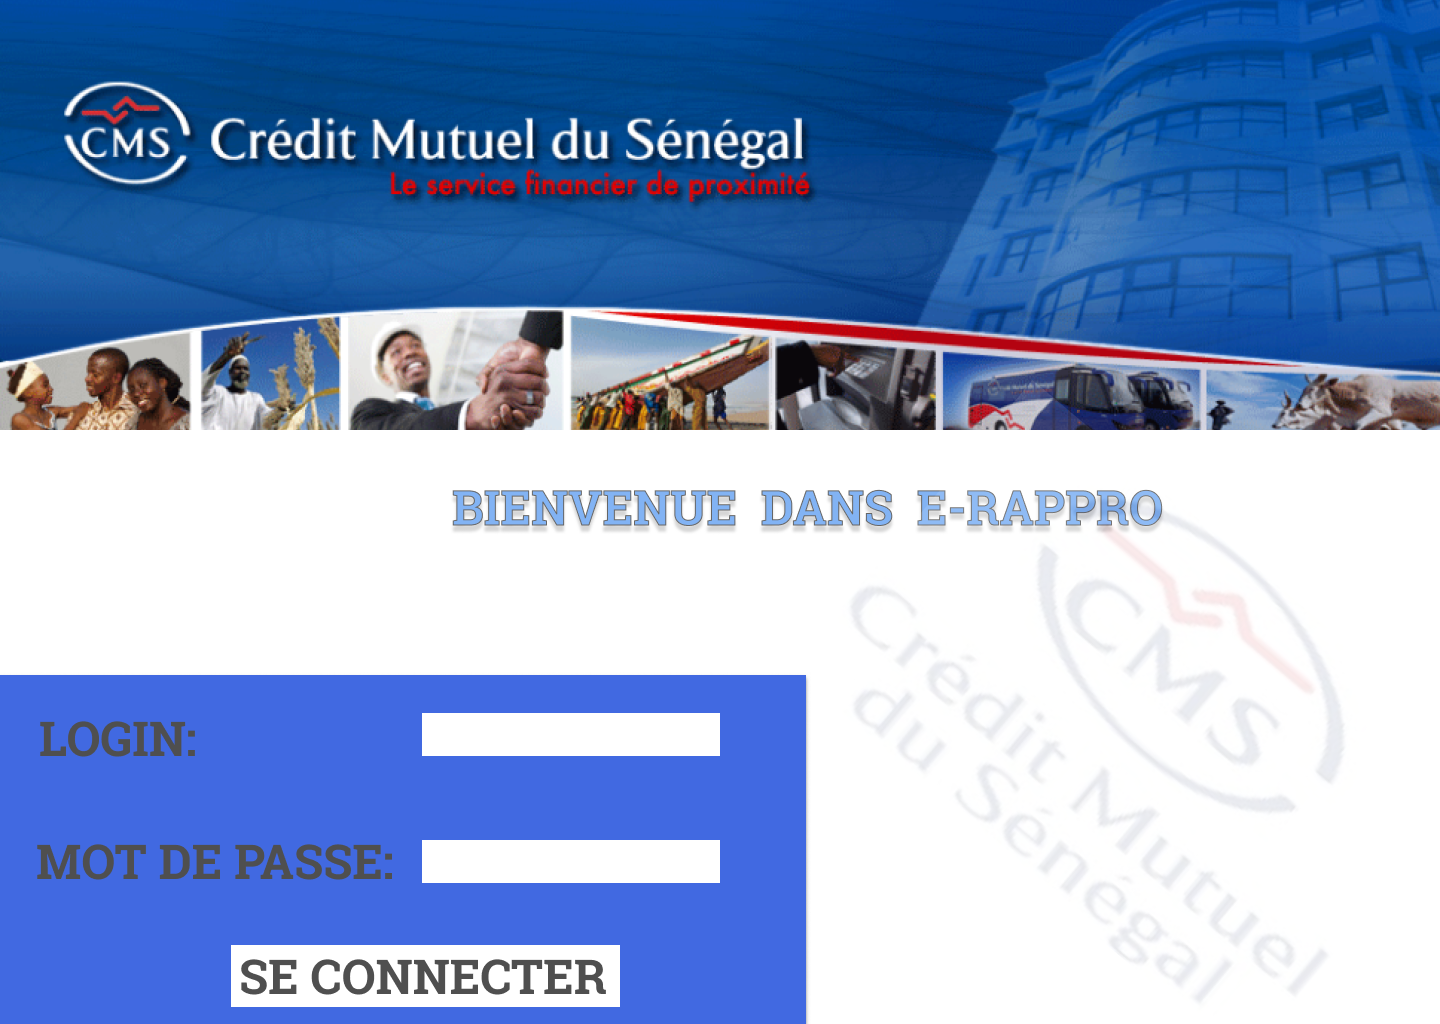 CMS Crédit Mutuel du Sénégal
Le service financier de proximité
BIENVENUE DANS E-RAPPRO
CMS
Crédit Mutuel
du Sénégal
LOGIN:
MOT DE PASSE:
SE CONNECTER